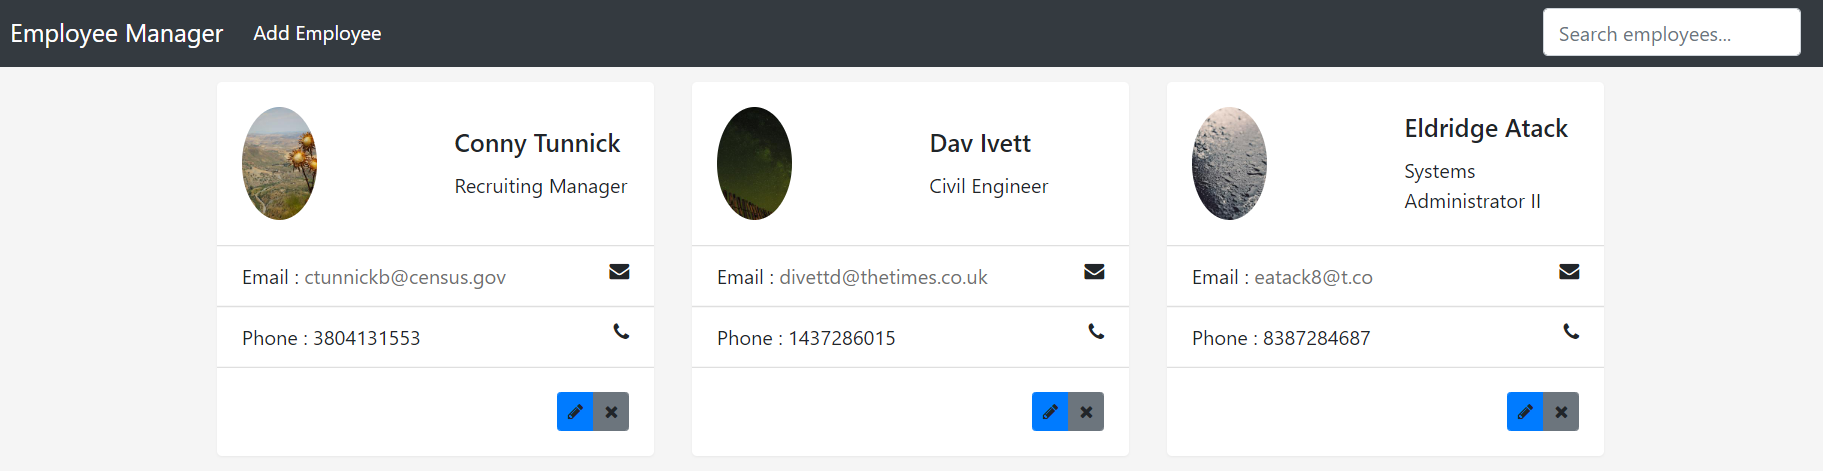 Employee Manager Add Employee Search employees...
Conny Tunnick
Recruiting Manager
Email : ctunnickb@census.gov
Phone : 3804131553
Dav Ivett
Civil Engineer
Email : divettd@thetimes.co.uk
Phone : 1437286015
Eldridge Atack
Systems
Administrator II
Email : eatack8@t.co
Phone : 8387284687